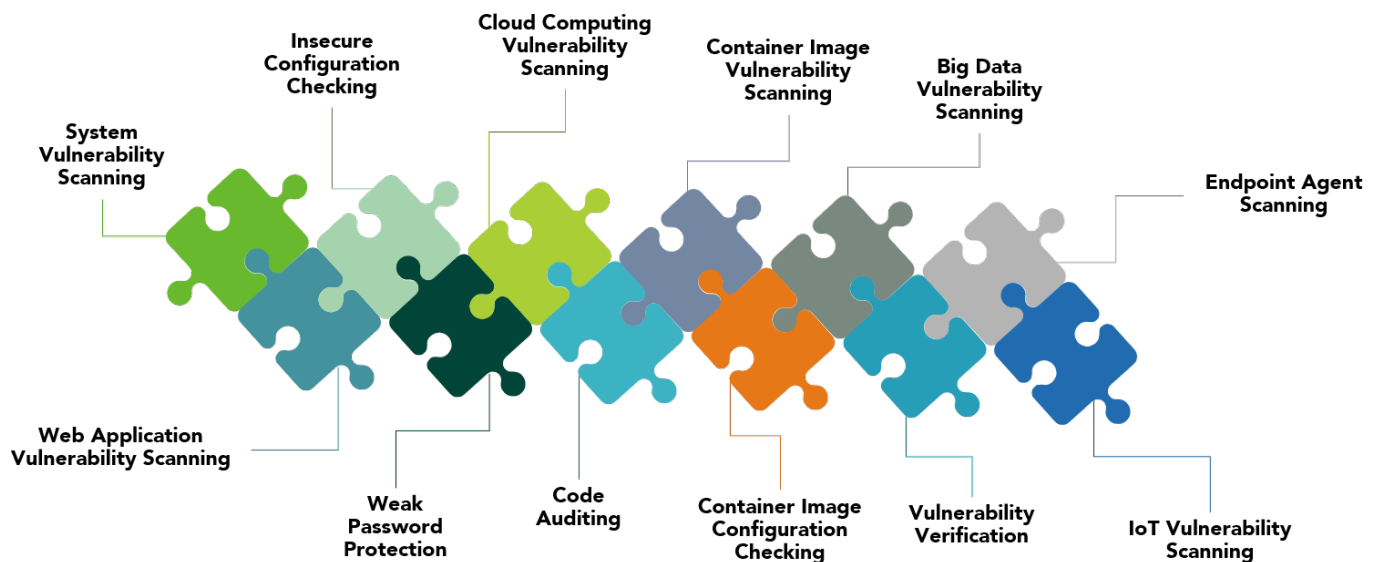 System
Vulnerability
Scanning
Insecure
Configuration
Checking
Cloud Computing
Vulnerability
Scanning
Container Image
Vulnerability
Scanning
Big Data
Vulnerability
Scanning
Endpoint Agent
Scanning
Web Application
Vulnerability Scanning
Weak
Password
Protection
Code
Auditing
Container Image
Configuration
Checking
Vulnerability
Verification
IoT Vulnerability
Scanning